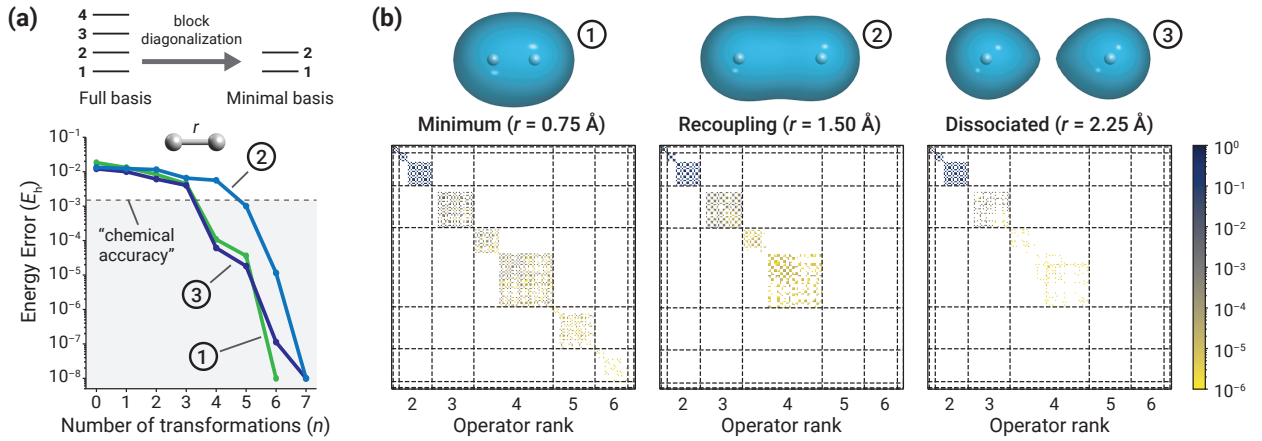 (a)
4
3
2
1
Full basis
block
diagonalization
2
1
Minimal basis
r
10⁻¹
10⁻²
10⁻³
10⁻⁴
10⁻⁵
10⁻⁶
10⁻⁷
10⁻⁸
Energy Error (Eₕ)
"chemical
accuracy"
2
3
1
0 1 2 3 4 5 6 7
Number of transformations (n)
(b)
1
2
3
Minimum (r = 0.75 Å)
Recoupling (r = 1.50 Å)
Dissociated (r = 2.25 Å)
2 3 4 5 6
Operator rank
2 3 4 5 6
Operator rank
2 3 4 5 6
Operator rank
10⁰
10⁻¹
10⁻²
10⁻³
10⁻⁴
10⁻⁵
10⁻⁶